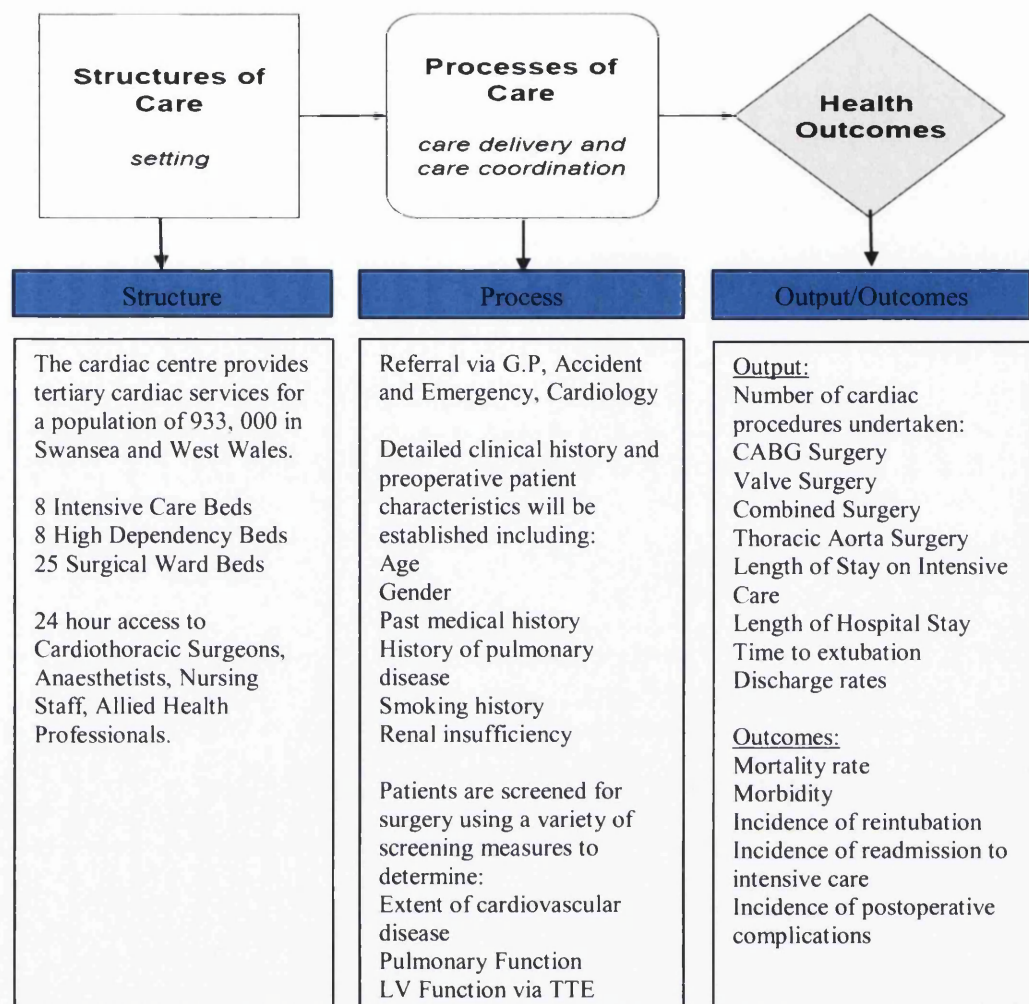 Structures of
Care
setting
Processes of
Care
care delivery and
care coordination
Health
Outcomes
Structure
The cardiac centre provides
tertiary cardiac services for
a population of 933, 000 in
Swansea and West Wales.
8 Intensive Care Beds
8 High Dependency Beds
25 Surgical Ward Beds
24 hour access to
Cardiothoracic Surgeons,
Anaesthetists, Nursing
Staff, Allied Health
Professionals.
Process
Referral via G.P, Accident
and Emergency, Cardiology
Detailed clinical history and
preoperative patient
characteristics will be
established including:
Age
Gender
Past medical history
History of pulmonary
disease
Smoking history
Renal insufficiency
Patients are screened for
surgery using a variety of
screening measures to
determine:
Extent of cardiovascular
disease
Pulmonary Function
LV Function via TTE
Output/Outcomes
Output:
Number of cardiac
procedures undertaken:
CABG Surgery
Valve Surgery
Combined Surgery
Thoracic Aorta Surgery
Length of Stay on Intensive
Care
Length of Hospital Stay
Time to extubation
Discharge rates
Outcomes:
Mortality rate
Morbidity
Incidence of reintubation
Incidence of readmission to
intensive care
Incidence of postoperative
complications